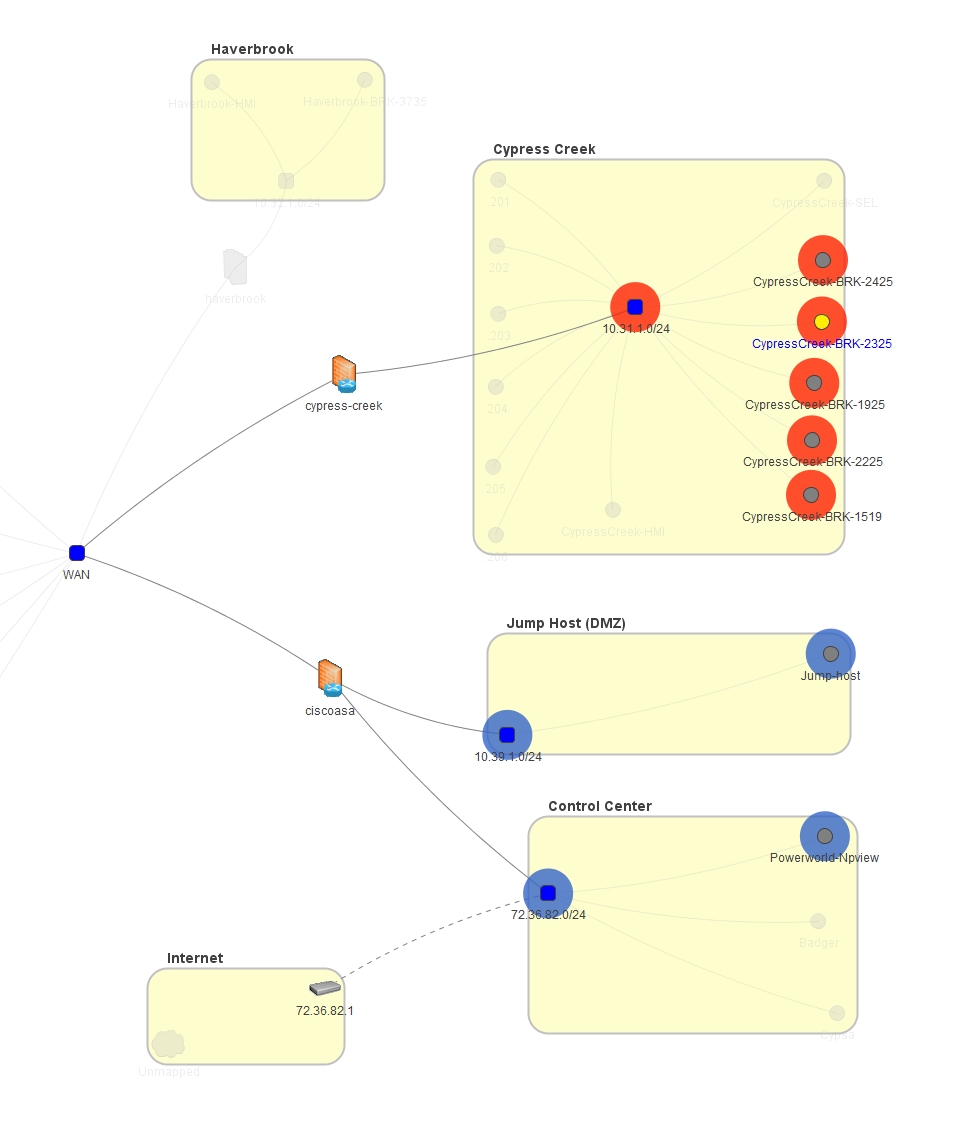 Haverbrook
Haverbrook-HMI
Haverbrook-BRK-3735
10.32.1.0/24
haverbrook
Cypress Creek
201
CypressCreek-SEL
202
CypressCreek-BRK-2425
10.31.1.0/24
203
CypressCreek-BRK-2325
cypress-creek
204
CypressCreek-BRK-1925
CypressCreek-BRK-2225
205
CypressCreek-BRK-1519
CypressCreek-HMI
206
WAN
Jump Host (DMZ)
Jump-host
ciscoasa
10.39.1.0/24
Control Center
Powerworld-Npview
72.36.82.0/24
Badger
Internet
72.36.82.1
Cypsa
Unmapped